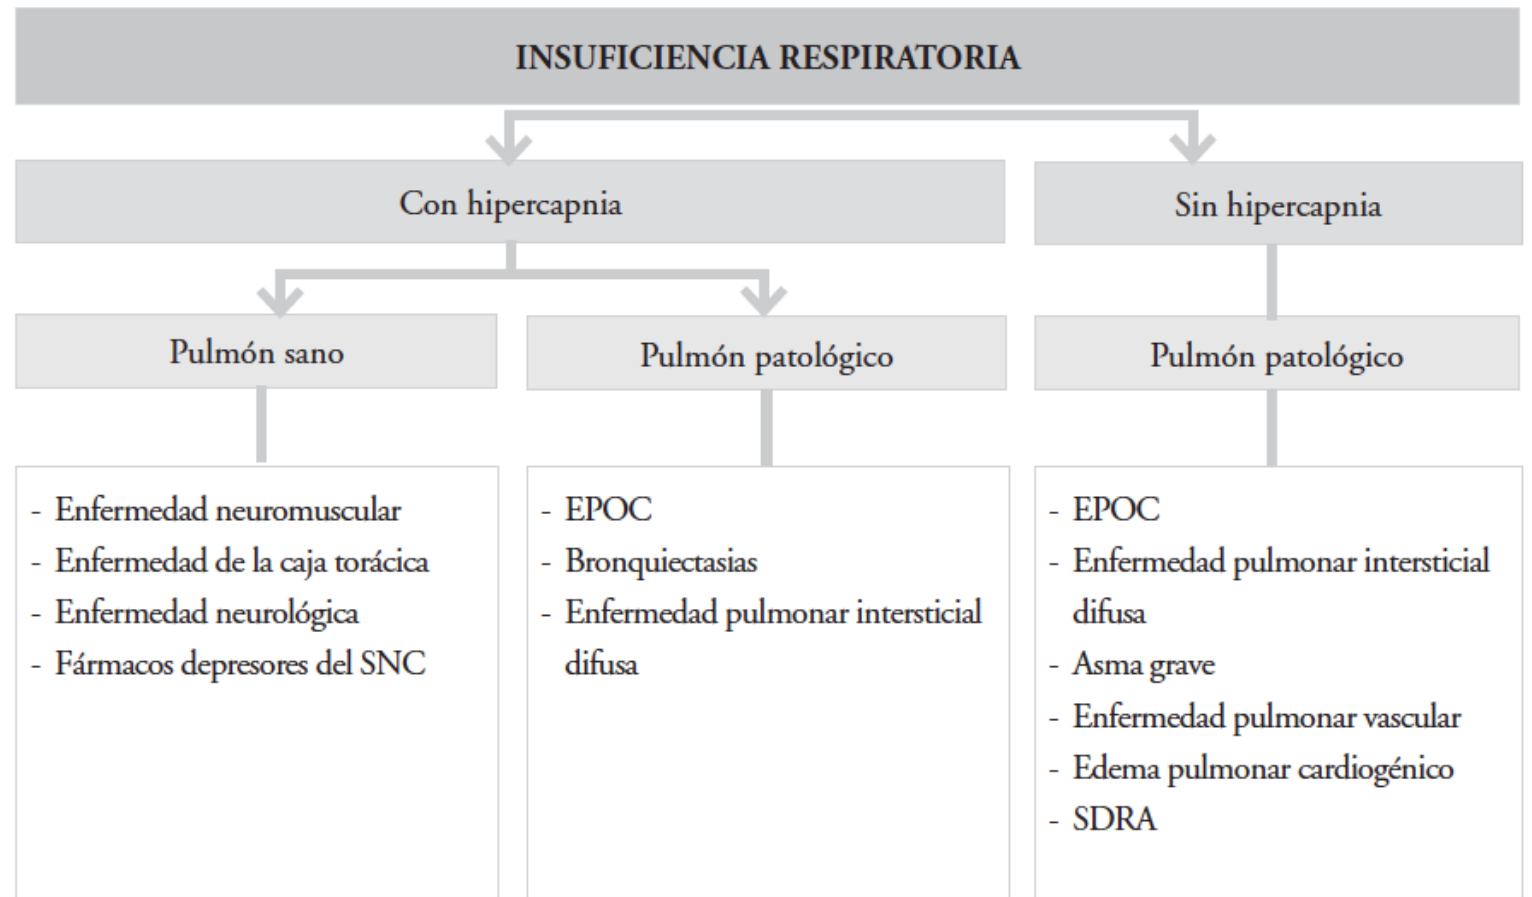 INSUFICIENCIA RESPIRATORIA
Con hipercapnia
Sin hipercapnia
Pulmón sano
Pulmón patológico
Pulmón patológico
- Enfermedad neuromuscular
- Enfermedad de la caja torácica
- Enfermedad neurológica
- Fármacos depresores del SNC
- EPOC
- Bronquiectasias
- Enfermedad pulmonar intersticial
difusa
- EPOC
- Enfermedad pulmonar intersticial
difusa
- Asma grave
- Enfermedad pulmonar vascular
- Edema pulmonar cardiogénico
- SDRA